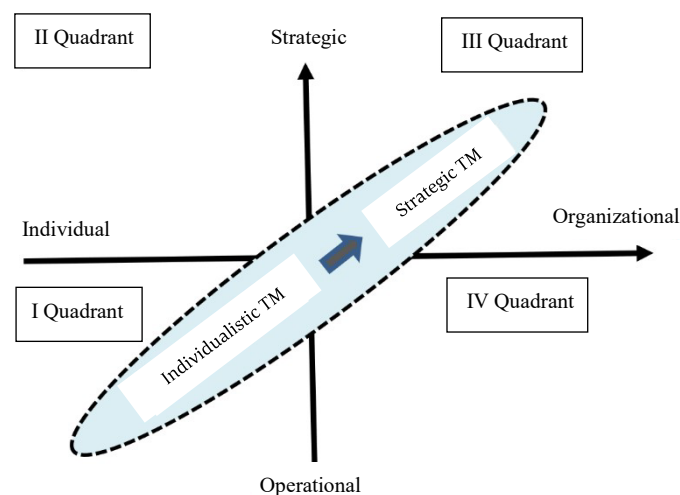 II Quadrant
Strategic
III Quadrant
Strategic TM
Individual
Organizational
I Quadrant
Individualistic TM
IV Quadrant
Operational